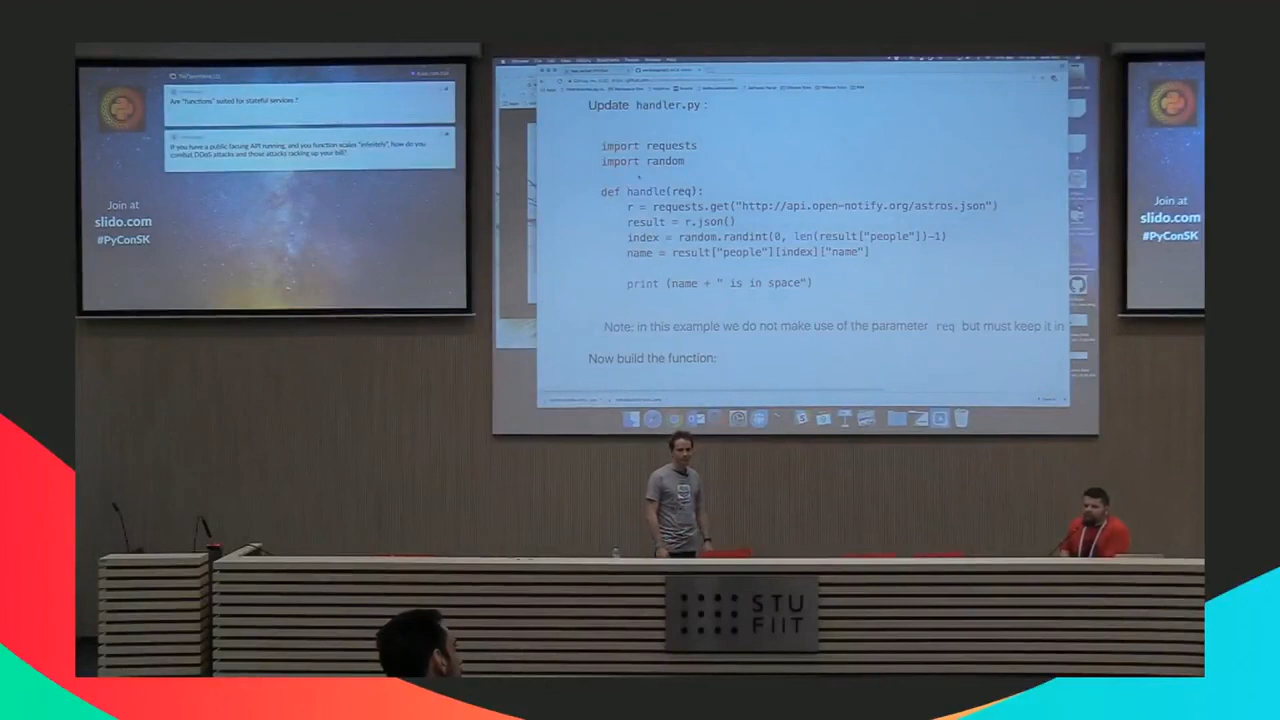 Are "functions" suited for stateful services ?
If you have a public facing API running, and you function scales "infinitely", how do you
combat DDoS attacks and those attacks racking up your bill?
Join at
slido.com
#PyConSK
Update handler.py :
import requests
import random
def handle(req):
r = requests.get("http://api.open-notify.org/astros.json")
result = r.json()
index = random.randint(0, len(result["people"])-1)
name = result["people"][index]["name"]
print (name + " is in space")
Note: in this example we do not make use of the parameter req but must keep it in
Now build the function:
Join at
slido.com
#PyConSK
STU
FIIT